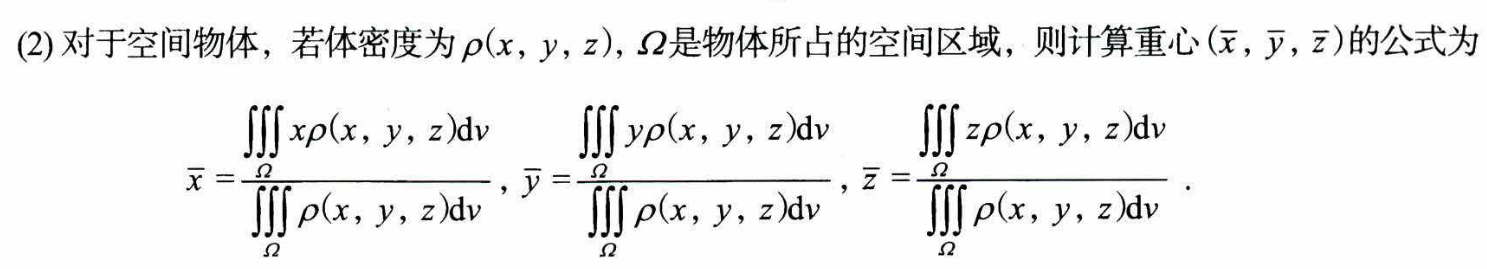 (2) 对于空间物体，若体密度为 ρ(x, y, z), Ω是物体所占的空间区域，则计算重心 (x̄, ȳ, z̄)的公式为
x̄ = ∭_Ω xρ(x, y, z)dv / ∭_Ω ρ(x, y, z)dv , ȳ = ∭_Ω yρ(x, y, z)dv / ∭_Ω ρ(x, y, z)dv , z̄ = ∭_Ω zρ(x, y, z)dv / ∭_Ω ρ(x, y, z)dv .